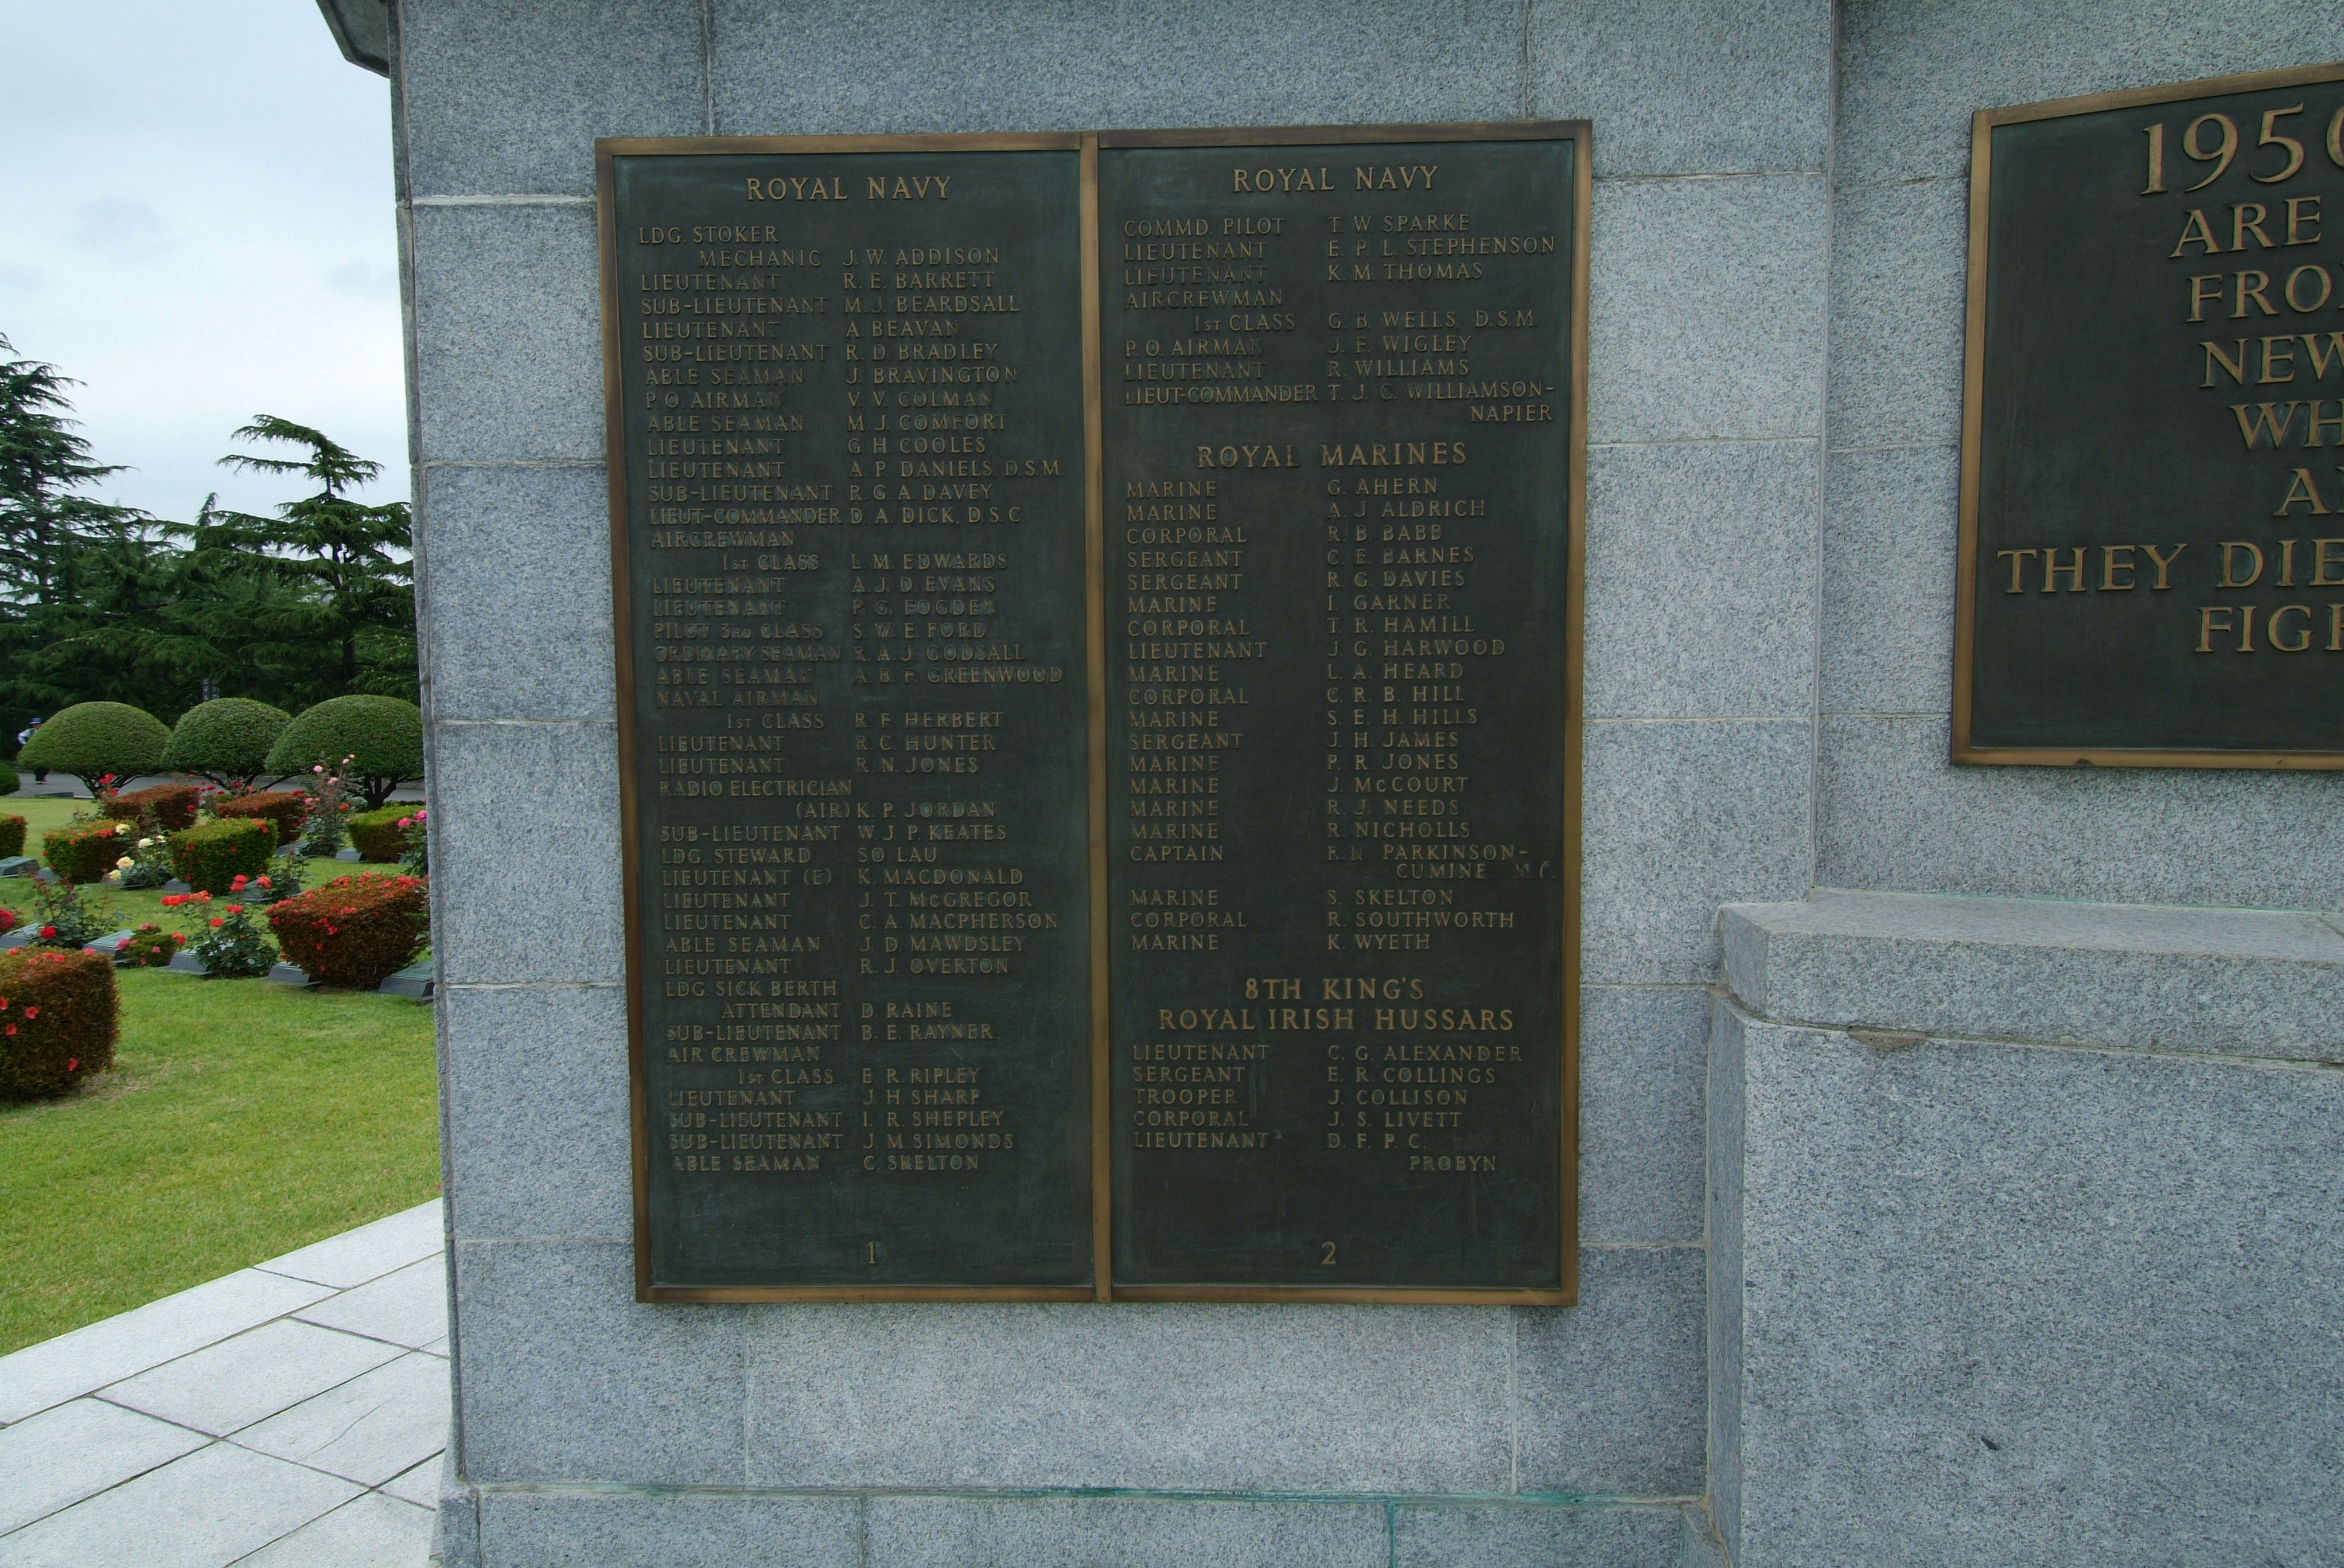 ROYAL NAVY
LDG. STOKER
MECHANIC J. W. ADDISON
LIEUTENANT R. E. BARRETT
SUB-LIEUTENANT M. J. BEARDSALL
LIEUTENANT A. BEAVAN
SUB-LIEUTENANT R. D. BRADLEY
ABLE SEAMAN J. BRAVINGTON
P.O. AIRMAN V. V. COLMAN
ABLE SEAMAN M. J. COMFORT
LIEUTENANT G. H. COOLES
LIEUTENANT A. P. DANIELS, D.S.M.
SUB-LIEUTENANT R. G. A. DAVEY
LIEUT-COMMANDER D. A. DICK, D.S.C.
AIRCREWMAN
1ST CLASS L. M. EDWARDS
LIEUTENANT A. J. D. EVANS
LIEUTENANT P. G. FOGDEN
PILOT 3RD CLASS S. W. E. FORD
ORDINARY SEAMAN R. A. J. GODSALL
ABLE SEAMAN A. B. F. GREENWOOD
NAVAL AIRMAN
1ST CLASS R. F. HERBERT
LIEUTENANT R. C. HUNTER
LIEUTENANT R. N. JONES
RADIO ELECTRICIAN
(AIR) K. P. JORDAN
SUB-LIEUTENANT W. J. P. KEATES
LDG. STEWARD SO LAU
LIEUTENANT (E) K. MACDONALD
LIEUTENANT J. T. McGREGOR
LIEUTENANT C. A. MACPHERSON
ABLE SEAMAN J. D. MAWDSLEY
LIEUTENANT R. J. OVERTON
LDG. SICK BERTH
ATTENDANT D. RAINE
SUB-LIEUTENANT B. E. RAYNER
AIR CREWMAN
1ST CLASS E. R. RIPLEY
LIEUTENANT J. H. SHARP
SUB-LIEUTENANT I. R. SHEPLEY
SUB-LIEUTENANT J. M. SIMONDS
ABLE SEAMAN C. SKELTON
1
ROYAL NAVY
COMMD. PILOT T. W. SPARKE
LIEUTENANT E. P. L. STEPHENSON
LIEUTENANT K. M. THOMAS
AIRCREWMAN
1ST CLASS G. B. WELLS, D.S.M.
P.O. AIRMAN J. F. WIGLEY
LIEUTENANT R. WILLIAMS
LIEUT-COMMANDER T. J. C. WILLIAMSON-
NAPIER
ROYAL MARINES
MARINE G. AHERN
MARINE A. J. ALDRICH
CORPORAL R. B. BABB
SERGEANT C. E. BARNES
SERGEANT R. G. DAVIES
MARINE I. GARNER
CORPORAL T. R. HAMILL
LIEUTENANT J. G. HARWOOD
MARINE L. A. HEARD
CORPORAL C. R. B. HILL
MARINE S. E. H. HILLS
SERGEANT J. H. JAMES
MARINE P. R. JONES
MARINE J. McCOURT
MARINE R. J. NEEDS
MARINE R. NICHOLLS
CAPTAIN R. N. PARKINSON-
CUMINE, M.C.
MARINE S. SKELTON
CORPORAL R. SOUTHWORTH
MARINE K. WYETH
8TH KING'S
ROYAL IRISH HUSSARS
LIEUTENANT C. G. ALEXANDER
SERGEANT E. R. COLLINGS
TROOPER J. COLLISON
CORPORAL J. S. LIVETT
LIEUTENANT D. F. P. C.
PROBYN
2
195
ARE
FRO
NEW
WH
A
THEY DIE
FIG